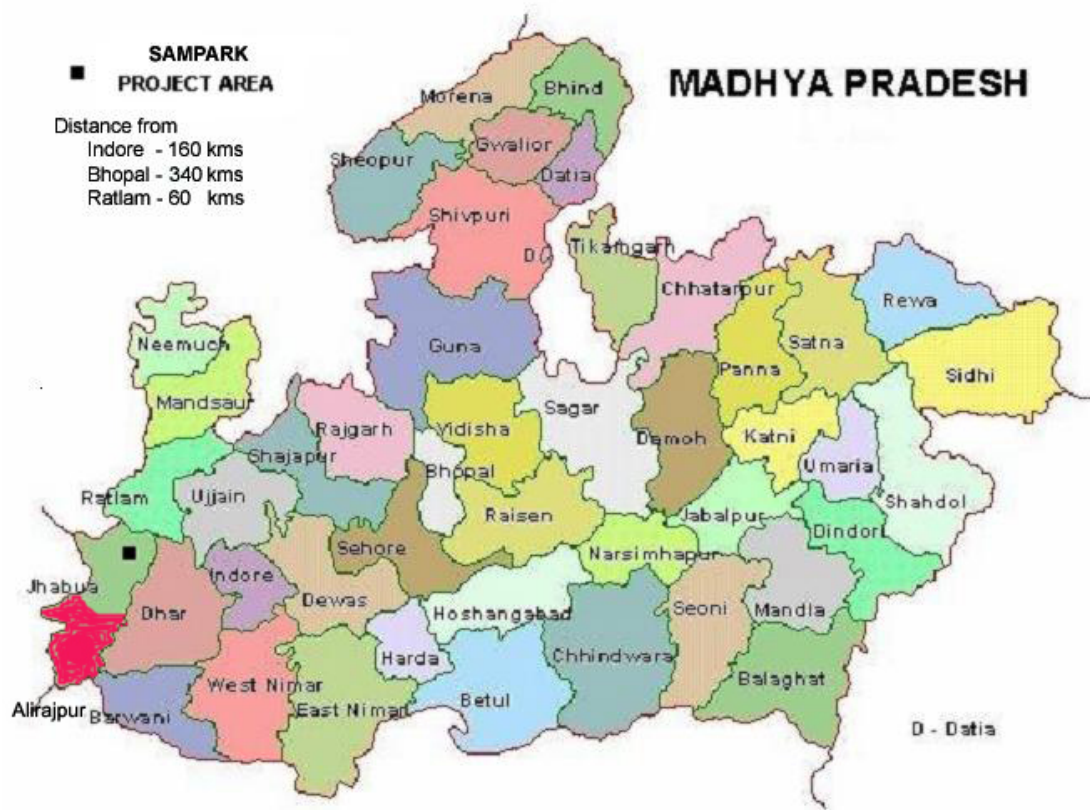 SAMPARK
PROJECT AREA
MADHYA PRADESH
Distance from
Indore - 160 kms
Bhopal - 340 kms
Ratlam - 60 kms
Morena
Bhind
Gwalior
Sheopur
Datia
Shivpuri
D
Tikamgarh
Chhatarpur
Rewa
Neemuch
Guna
Panna
Satna
Sidhi
Mandsaur
Sagar
Rajgarh
Vidisha
Damoh
Katni
Shajapur
Bhopal
Umaria
Ratlam
Ujjain
Raisen
Jabalpur
Shahdol
Dindori
Sehore
Narsimhapur
Jhabua
Indore
Dhar
Dewas
Hoshangabad
Seoni
Mandla
Harda
Chhindwara
Alirajpur
Barwani
West Nimar
East Nimar
Betul
Balaghat
D - Datia